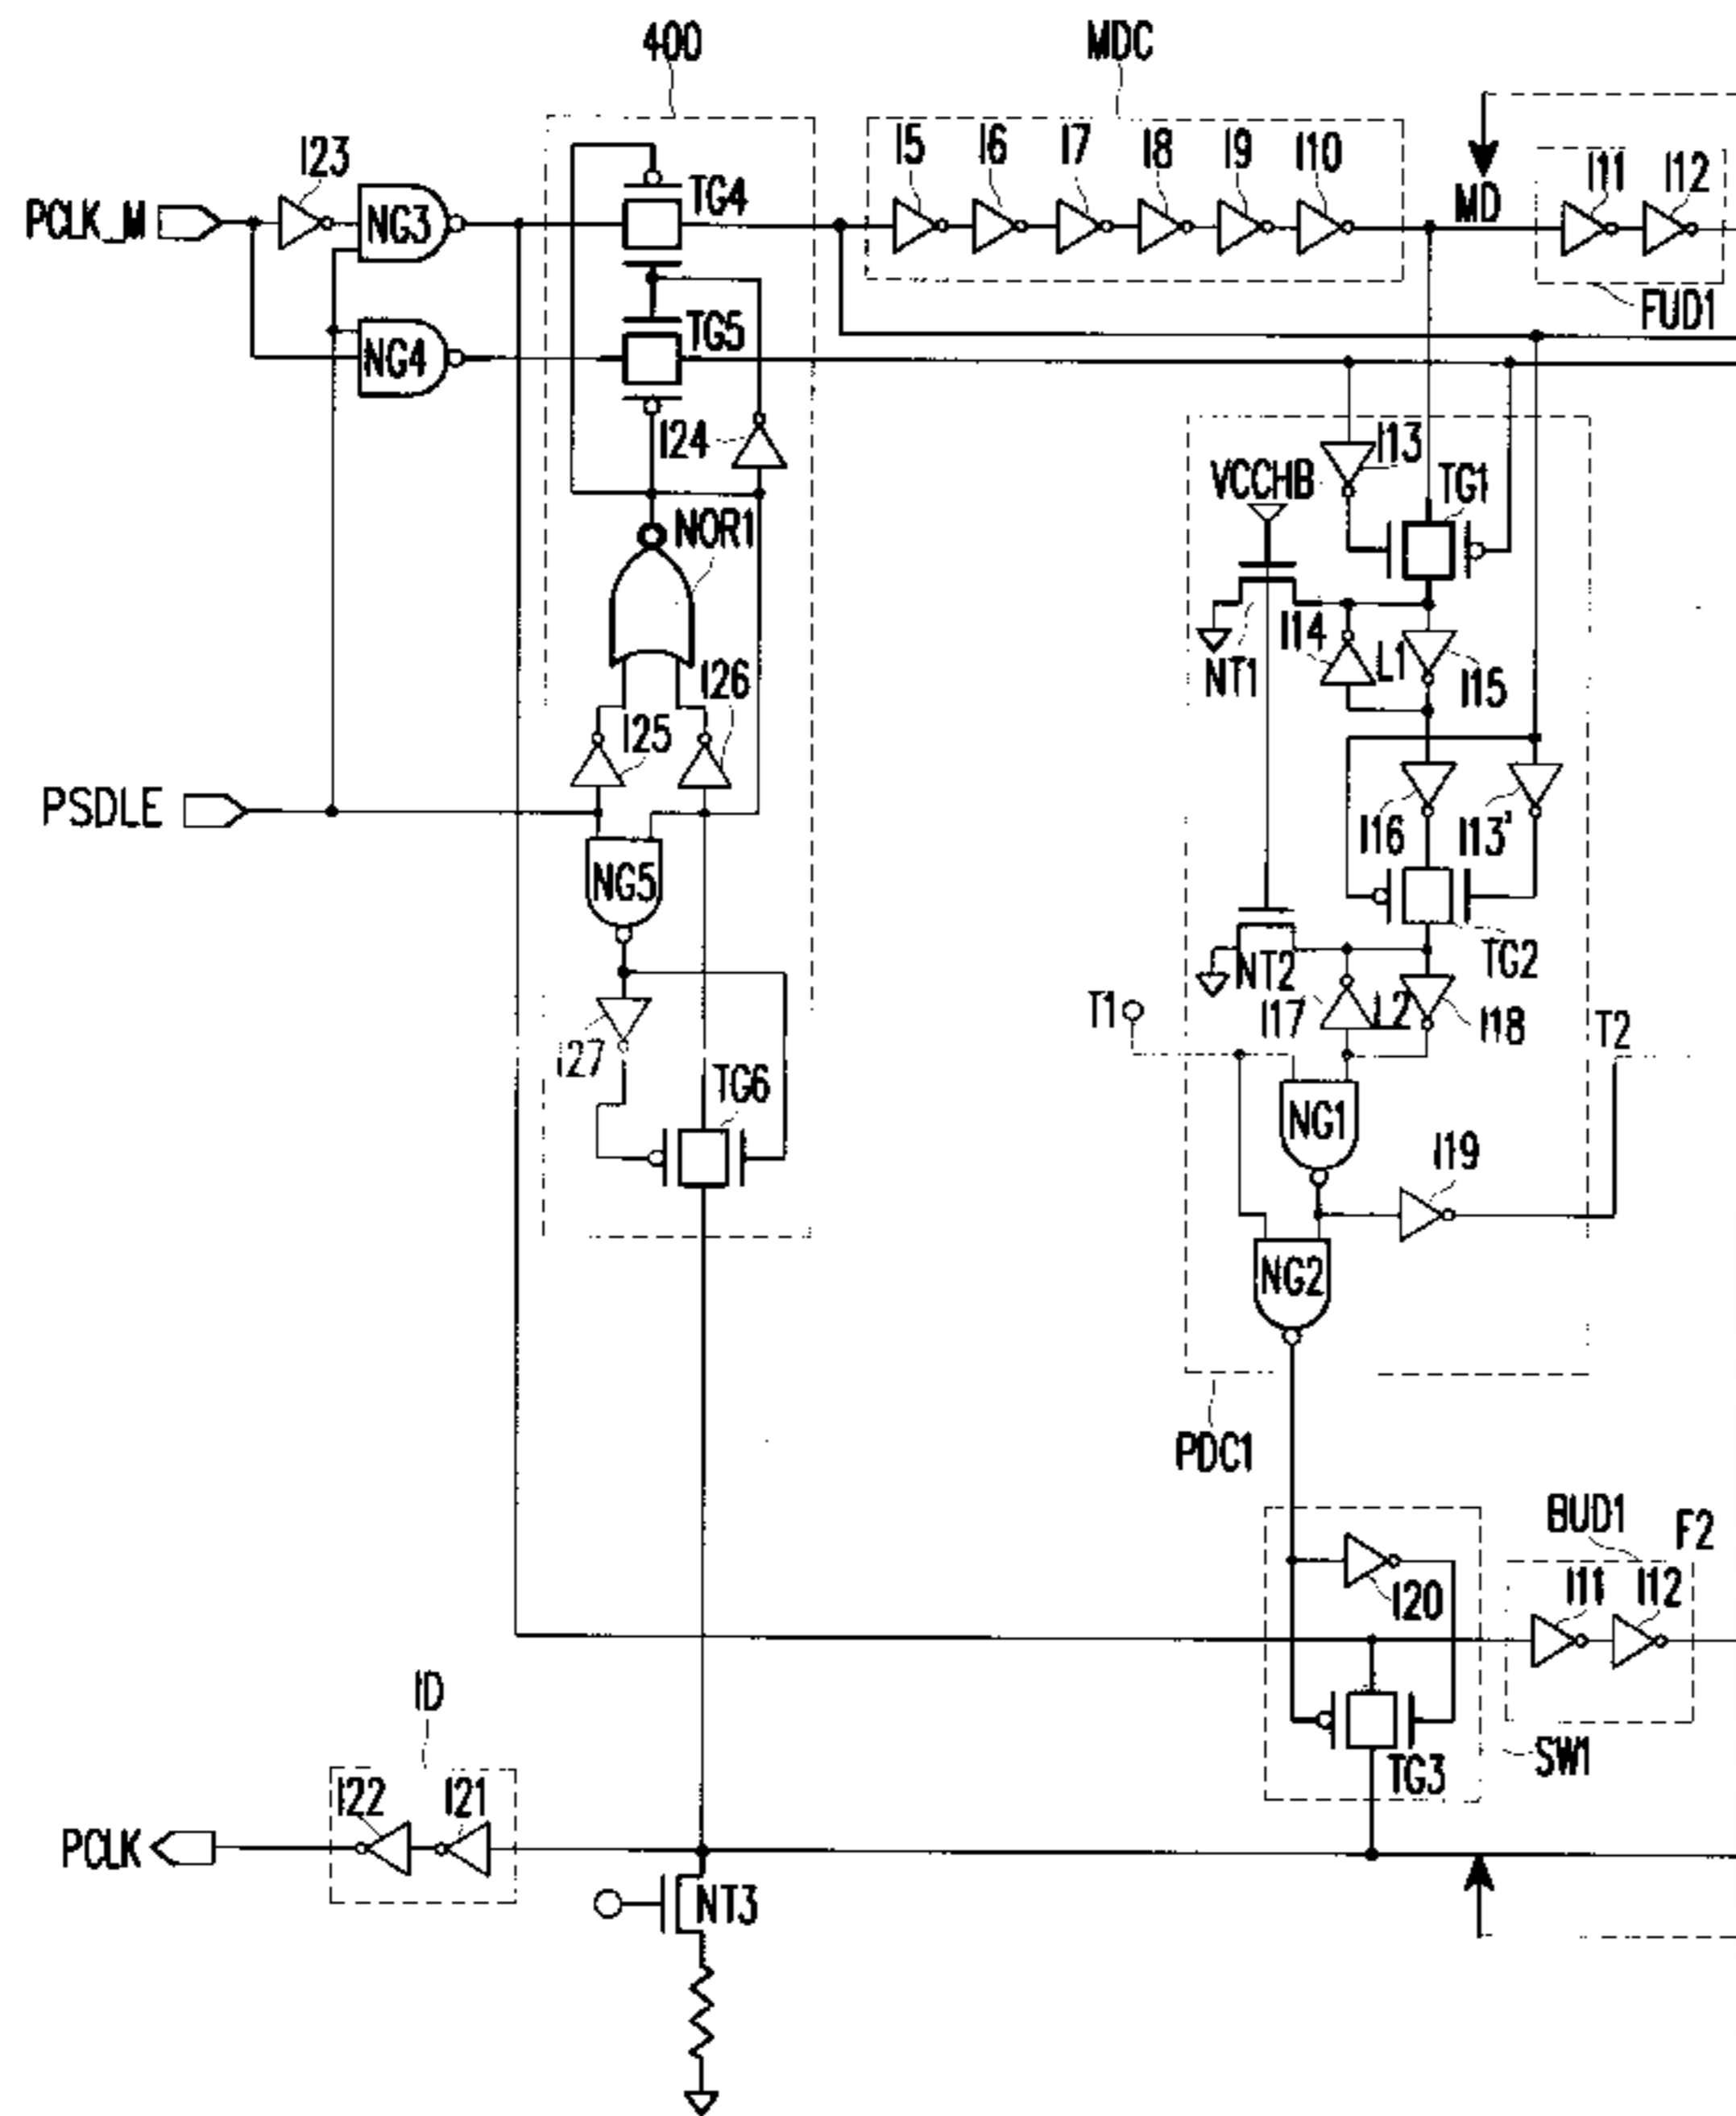 400
MDC
I23
I5
I6
I7
I8
I9
I10
I11
I12
PCLK_M
NG3
TG4
MD
FUD1
NG4
TG5
I24
I13
VCCHB
TG1
NOR1
I14
L1
NT1
I15
I26
I25
PSDLE
I16
I13'
NG5
NT2
TG2
T1
I17
L2
I18
T2
I27
TG6
NG1
I19
NG2
PDC1
BUD1
F2
I20
I11
I12
ID
SW1
TG3
I22
I21
PCLK
NT3